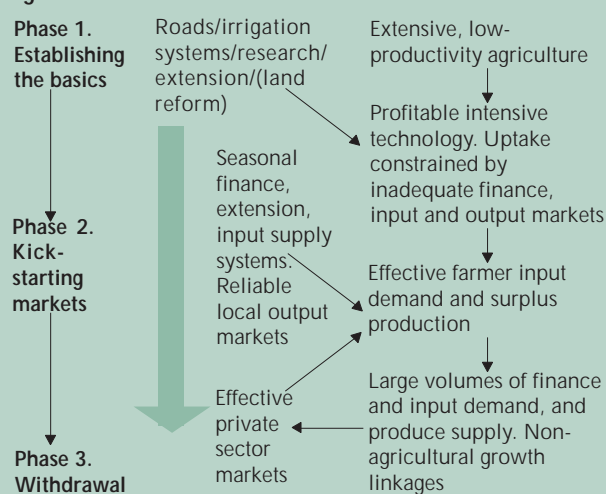 Phase 1.
Establishing
the basics
Roads/irrigation
systems/research/
extension/(land
reform)
Extensive, low-
productivity agriculture
Profitable intensive
technology. Uptake
constrained by
inadequate finance,
input and output markets
Phase 2.
Kick-
starting
markets
Seasonal
finance,
extension,
input supply
systems.
Reliable
local output
markets
Effective farmer input
demand and surplus
production
Effective
private
sector
markets
Large volumes of finance
and input demand, and
produce supply. Non-
agricultural growth
linkages
Phase 3.
Withdrawal